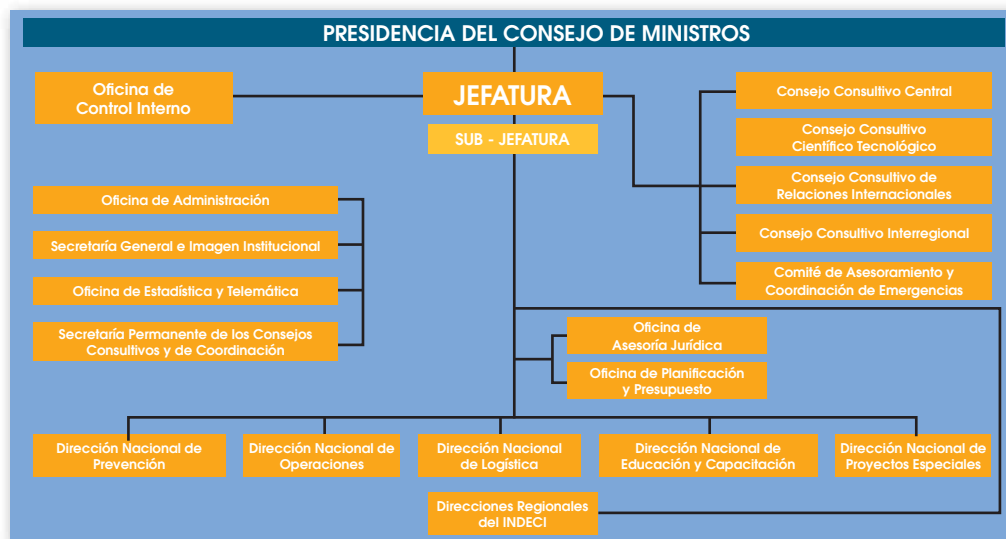 PRESIDENCIA DEL CONSEJO DE MINISTROS
Oficina de
Control Interno
JEFATURA
SUB - JEFATURA
Consejo Consultivo Central
Consejo Consultivo
Científico Tecnológico
Consejo Consultivo de
Relaciones Internacionales
Consejo Consultivo Interregional
Comité de Asesoramiento y
Coordinación de Emergencias
Oficina de Administración
Secretaría General e Imagen Institucional
Oficina de Estadística y Telemática
Secretaría Permanente de los Consejos
Consultivos y de Coordinación
Oficina de
Asesoría Jurídica
Oficina de Planificación
y Presupuesto
Dirección Nacional de
Prevención
Dirección Nacional de
Operaciones
Dirección Nacional
de Logística
Dirección Nacional de
Educación y Capacitación
Dirección Nacional de
Proyectos Especiales
Direcciones Regionales
del INDECI